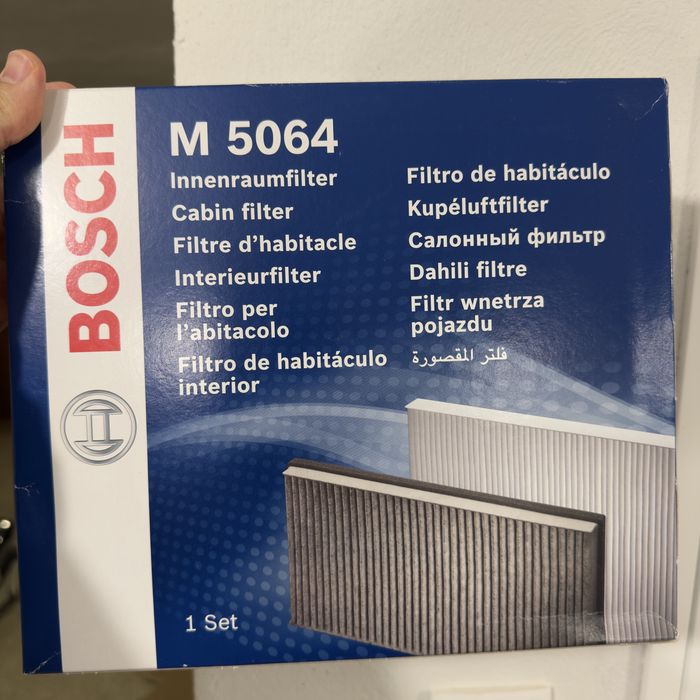 BOSCH
M 5064
Innenraumfilter
Cabin filter
Filtre d'habitacle
Interieurfilter
Filtro per
l'abitacolo
Filtro de habitáculo
interior
Filtro de habitáculo
Kupéluftfilter
Салонный фильтр
Dahili filtre
Filtr wnetrza
pojazdu
فلتر المقصورة
1 Set